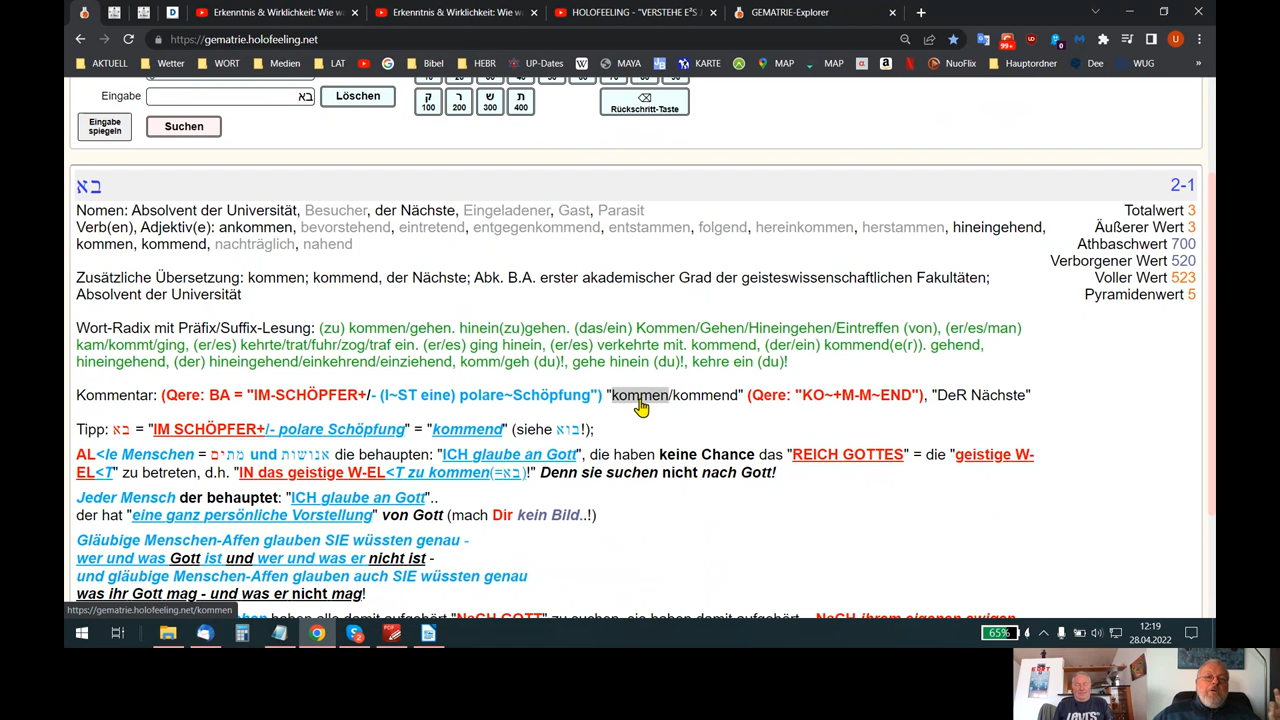 Erkenntnis & Wirklichkeit: Wie wa
Erkenntnis & Wirklichkeit: Wie wa
HOLOFEELING - "VERSTEHE E²S J
GEMATRIE-Explorer
https://gematrie.holofeeling.net
AKTUELL Wetter WORT Medien LAT Bibel HEBR UP-Dates MAYA KARTE MAP MAP NuoFlix Hauptordner Dee WUG
Eingabe בא Löschen
ק 100 ר 200 ש 300 ת 400 Rückschritt-Taste
Eingabe spiegeln Suchen
בא 2-1
Nomen: Absolvent der Universität, Besucher, der Nächste, Eingeladener, Gast, Parasit
Totalwert 3
Verb(en), Adjektiv(e): ankommen, bevorstehend, eintretend, entgegenkommend, entstammen, folgend, hereinkommen, herstammen, hineingehend,
Äußerer Wert 3
kommen, kommend, nachträglich, nahend
Athbaschwert 700
Verborgener Wert 520
Zusätzliche Übersetzung: kommen; kommend, der Nächste; Abk. B.A. erster akademischer Grad der geisteswissenschaftlichen Fakultäten;
Voller Wert 523
Absolvent der Universität
Pyramidenwert 5
Wort-Radix mit Präfix/Suffix-Lesung: (zu) kommen/gehen. hinein(zu)gehen. (das/ein) Kommen/Gehen/Hineingehen/Eintreffen (von), (er/es/man)
kam/kommt/ging, (er/es) kehrte/trat/fuhr/zog/traf ein. (er/es) ging hinein, (er/es) verkehrte mit. kommend, (der/ein) kommend(e(r)). gehend,
hineingehend, (der) hineingehend/einkehrend/einziehend, komm/geh (du)!, gehe hinein (du)!, kehre ein (du)!
Kommentar: (Qere: BA = "IM-SCHÖPFER+/- (I~ST eine) polare~Schöpfung") "kommen/kommend" (Qere: "KO~+M-M~END"), "DeR Nächste"
Tipp: בא = "IM SCHÖPFER+/- polare Schöpfung" = "kommend" (siehe בוא!);
AL<le Menschen = מתים und אנושות die behaupten: "ICH glaube an Gott", die haben keine Chance das "REICH GOTTES" = die "geistige W-
EL<T" zu betreten, d.h. "IN das geistige W-EL<T zu kommen(=בא)!" Denn sie suchen nicht nach Gott!
Jeder Mensch der behauptet: "ICH glaube an Gott"..
der hat "eine ganz persönliche Vorstellung" von Gott (mach Dir kein Bild..!)
Gläubige Menschen-Affen glauben SIE wüssten genau -
wer und was Gott ist und wer und was er nicht ist -
und gläubige Menschen-Affen glauben auch SIE wüssten genau
was ihr Gott mag - und was er nicht mag!
https://gematrie.holofeeling.net/kommen
65%
12:19
28.04.2022